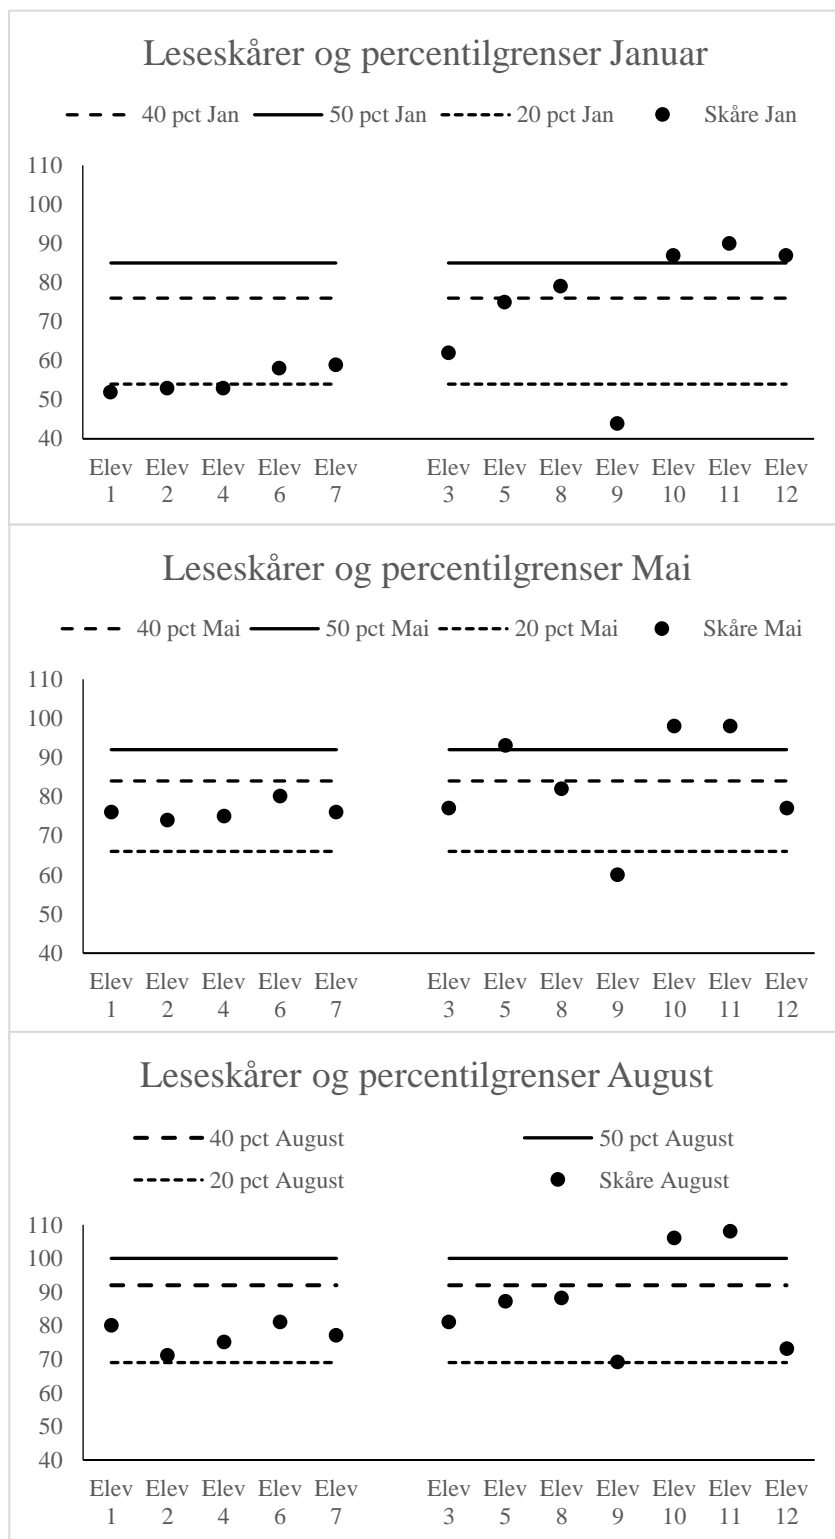 Leseskårer og percentilgrenser Januar
40 pct Jan 50 pct Jan 20 pct Jan Skåre Jan
110
100
90
80
70
60
50
40
Elev 1 Elev 2 Elev 4 Elev 6 Elev 7 Elev 3 Elev 5 Elev 8 Elev 9 Elev 10 Elev 11 Elev 12
Leseskårer og percentilgrenser Mai
40 pct Mai 50 pct Mai 20 pct Mai Skåre Mai
110
100
90
80
70
60
50
40
Elev 1 Elev 2 Elev 4 Elev 6 Elev 7 Elev 3 Elev 5 Elev 8 Elev 9 Elev 10 Elev 11 Elev 12
Leseskårer og percentilgrenser August
40 pct August 50 pct August
20 pct August Skåre August
110
100
90
80
70
60
50
40
Elev 1 Elev 2 Elev 4 Elev 6 Elev 7 Elev 3 Elev 5 Elev 8 Elev 9 Elev 10 Elev 11 Elev 12